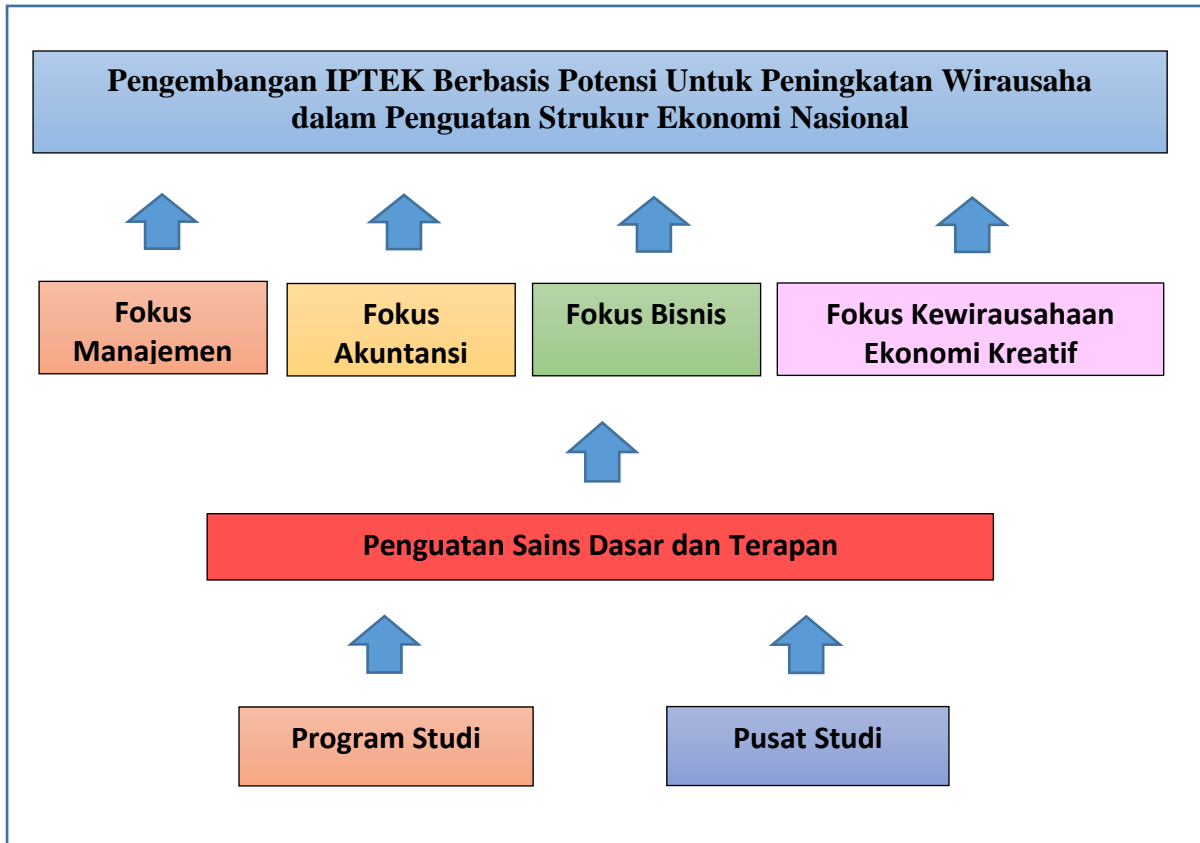 Pengembangan IPTEK Berbasis Potensi Untuk Peningkatan Wirausaha
dalam Penguatan Strukur Ekonomi Nasional
Fokus
Manajemen
Fokus
Akuntansi
Fokus Bisnis
Fokus Kewirausahaan
Ekonomi Kreatif
Penguatan Sains Dasar dan Terapan
Program Studi
Pusat Studi